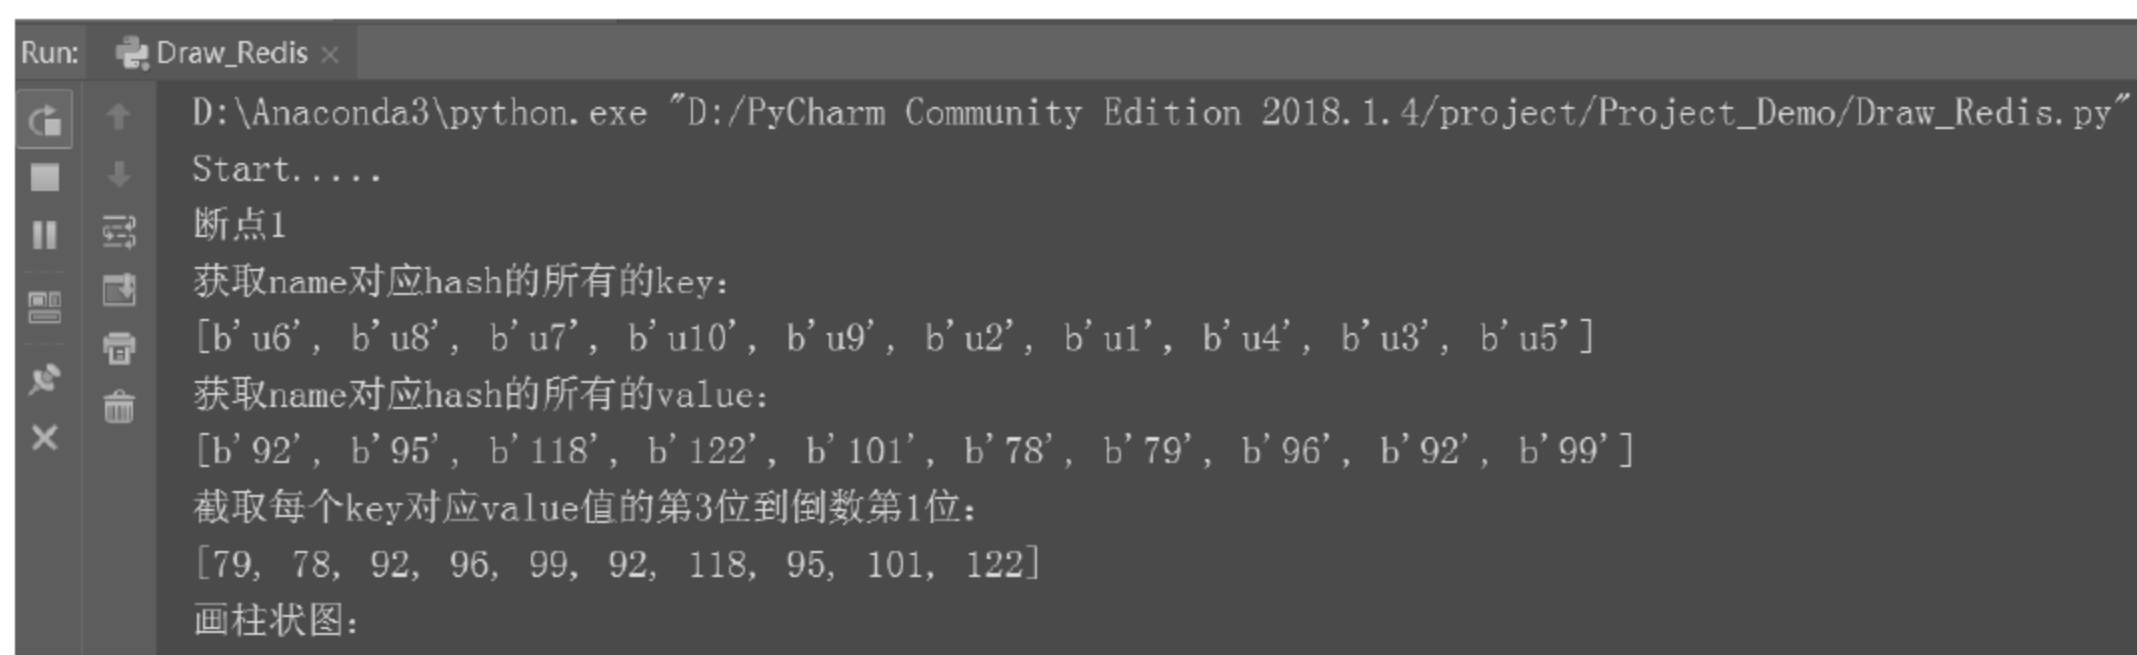 Run: Draw_Redis ×
D:\Anaconda3\python.exe "D:/PyCharm Community Edition 2018.1.4/project/Project_Demo/Draw_Redis.py"
Start.....
断点1
获取name对应hash的所有的key:
[b'u6', b'u8', b'u7', b'u10', b'u9', b'u2', b'u1', b'u4', b'u3', b'u5']
获取name对应hash的所有的value:
[b'92', b'95', b'118', b'122', b'101', b'78', b'79', b'96', b'92', b'99']
截取每个key对应value值的第3位到倒数第1位:
[79, 78, 92, 96, 99, 92, 118, 95, 101, 122]
画柱状图: